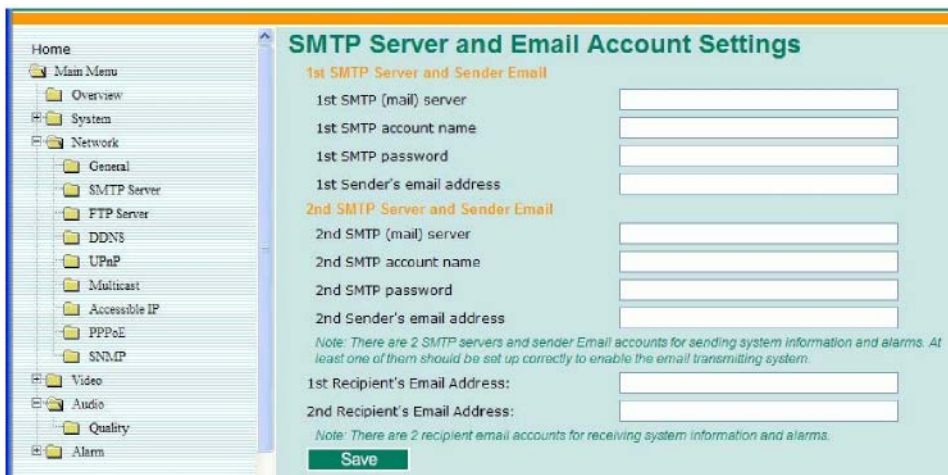 Home
Main Menu
Overview
System
Network
General
SMTP Server
FTP Server
DDNS
UPnP
Multicast
Accessible IP
PPPoE
SNMP
Video
Audio
Quality
Alarm
SMTP Server and Email Account Settings
1st SMTP Server and Sender Email
1st SMTP (mail) server
1st SMTP account name
1st SMTP password
1st Sender's email address
2nd SMTP Server and Sender Email
2nd SMTP (mail) server
2nd SMTP account name
2nd SMTP password
2nd Sender's email address
Note: There are 2 SMTP servers and sender Email accounts for sending system information and alarms. At
least one of them should be set up correctly to enable the email transmitting system.
1st Recipient's Email Address:
2nd Recipient's Email Address:
Note: There are 2 recipient email accounts for receiving system information and alarms.
Save